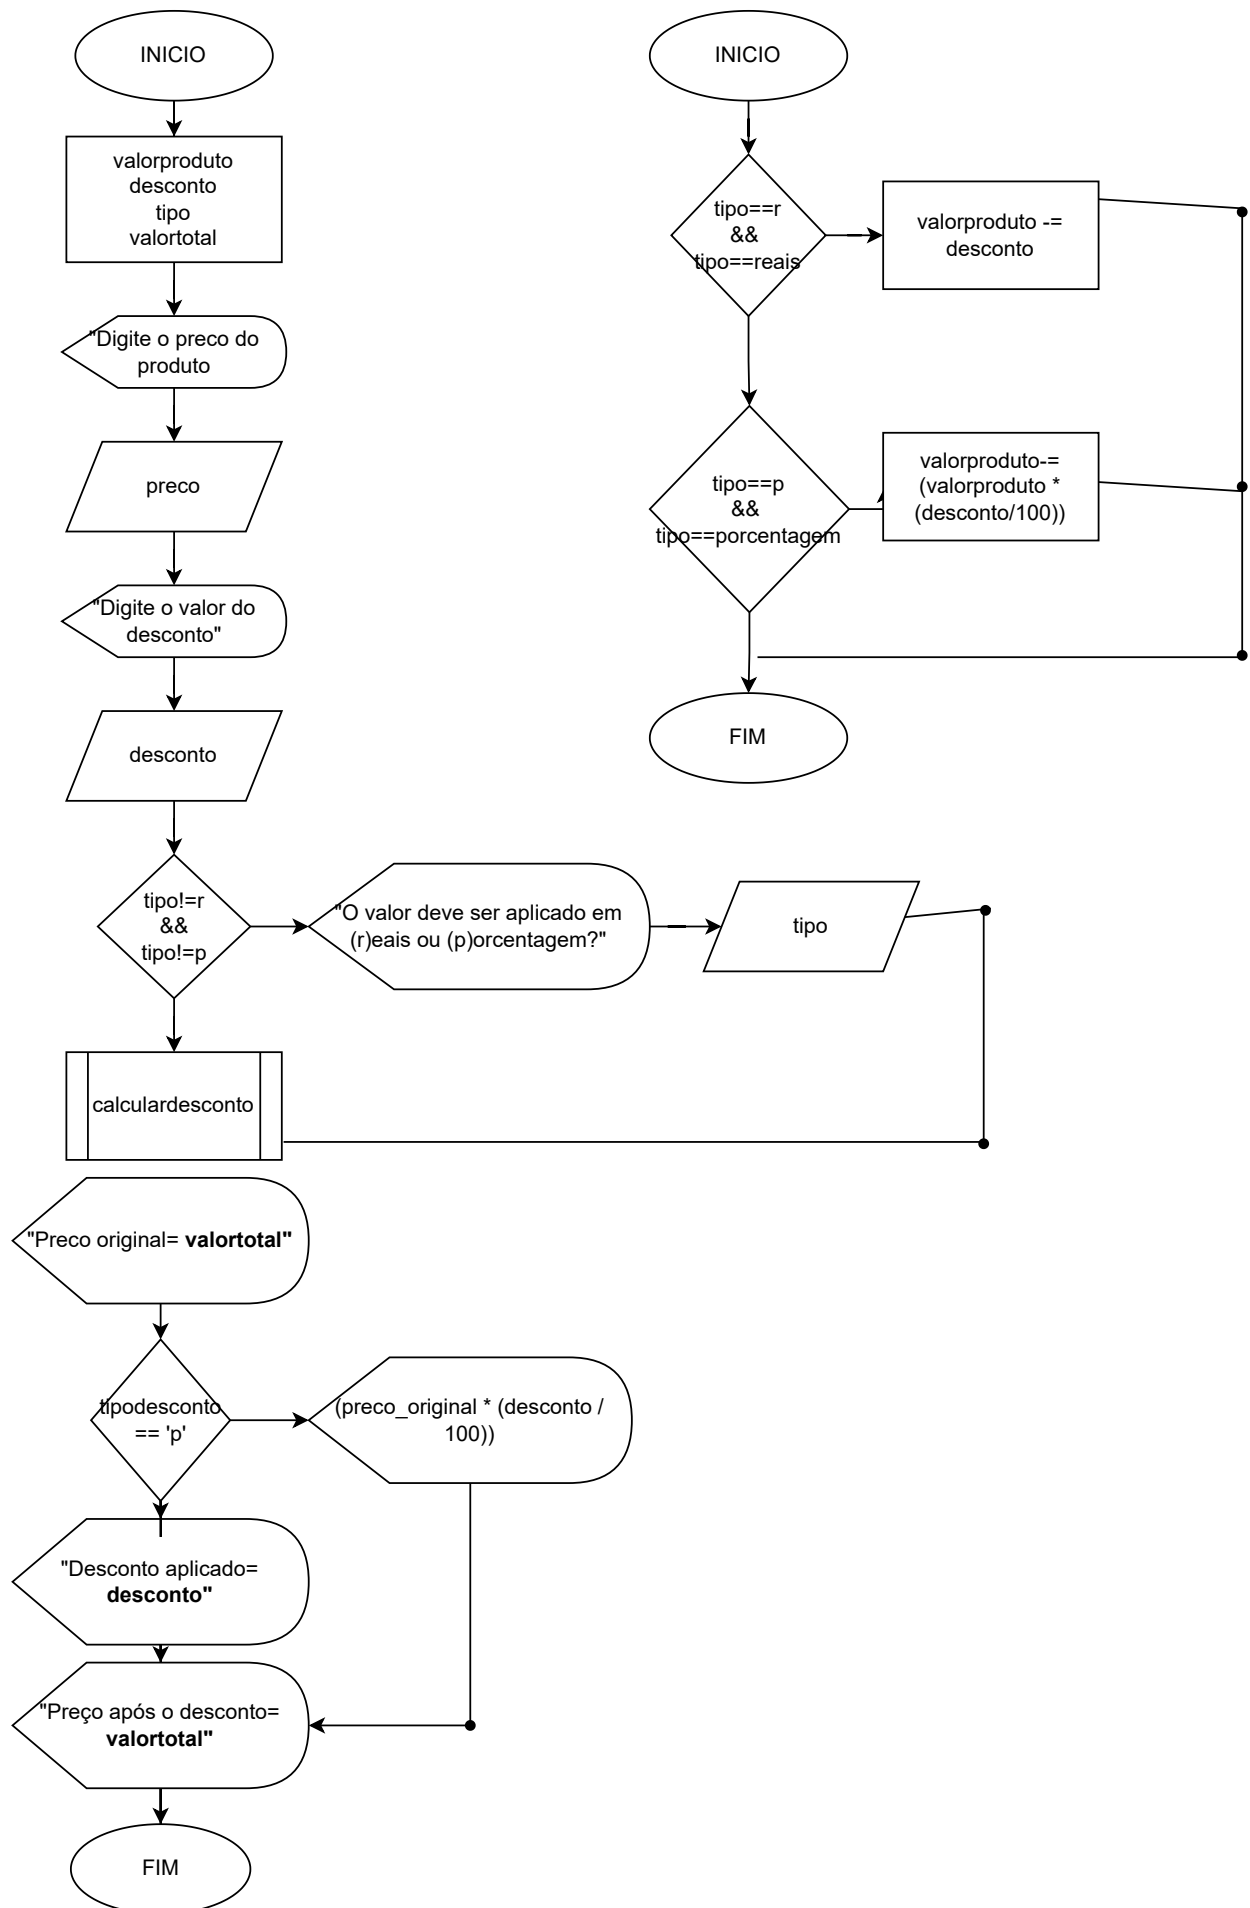 INICIO
valorproduto
desconto
tipo
valortotal
"Digite o preco do
produto
preco
"Digite o valor do
desconto"
desconto
tipo!=r
&&
tipo!=p
"O valor deve ser aplicado em
(r)eais ou (p)orcentagem?"
tipo
calculardesconto
"Preco original= valortotal"
tipodesconto
== 'p'
(preco_original * (desconto /
100))
"Desconto aplicado=
desconto"
"Preço após o desconto=
valortotal"
FIM
INICIO
tipo==r
&&
tipo==reais
valorproduto -=
desconto
tipo==p
&&
tipo==porcentagem
valorproduto-=
(valorproduto *
(desconto/100))
FIM